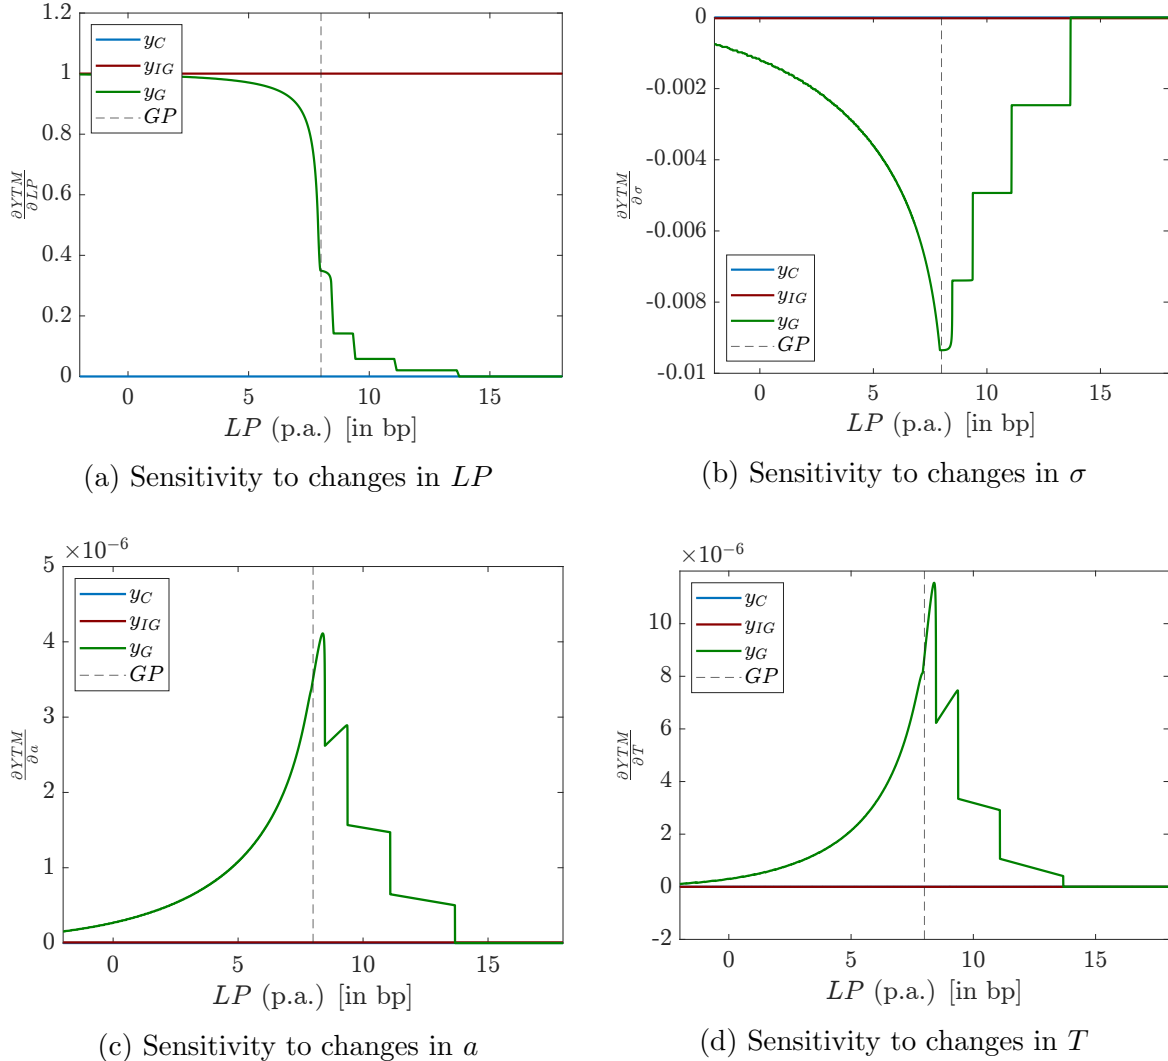 1.2
1
0.8
0.6
0.4
0.2
0
∂YTM/∂LP
y_C
y_IG
y_G
GP
0 5 10 15
LP (p.a.) [in bp]
(a) Sensitivity to changes in LP
0
-0.002
-0.004
-0.006
-0.008
-0.01
∂YTM/∂σ
y_C
y_IG
y_G
GP
0 5 10 15
LP (p.a.) [in bp]
(b) Sensitivity to changes in σ
×10^-6
5
4
3
2
1
0
∂YTM/∂a
y_C
y_IG
y_G
GP
0 5 10 15
LP (p.a.) [in bp]
(c) Sensitivity to changes in a
×10^-6
10
8
6
4
2
0
-2
∂YTM/∂T
y_C
y_IG
y_G
GP
0 5 10 15
LP (p.a.) [in bp]
(d) Sensitivity to changes in T